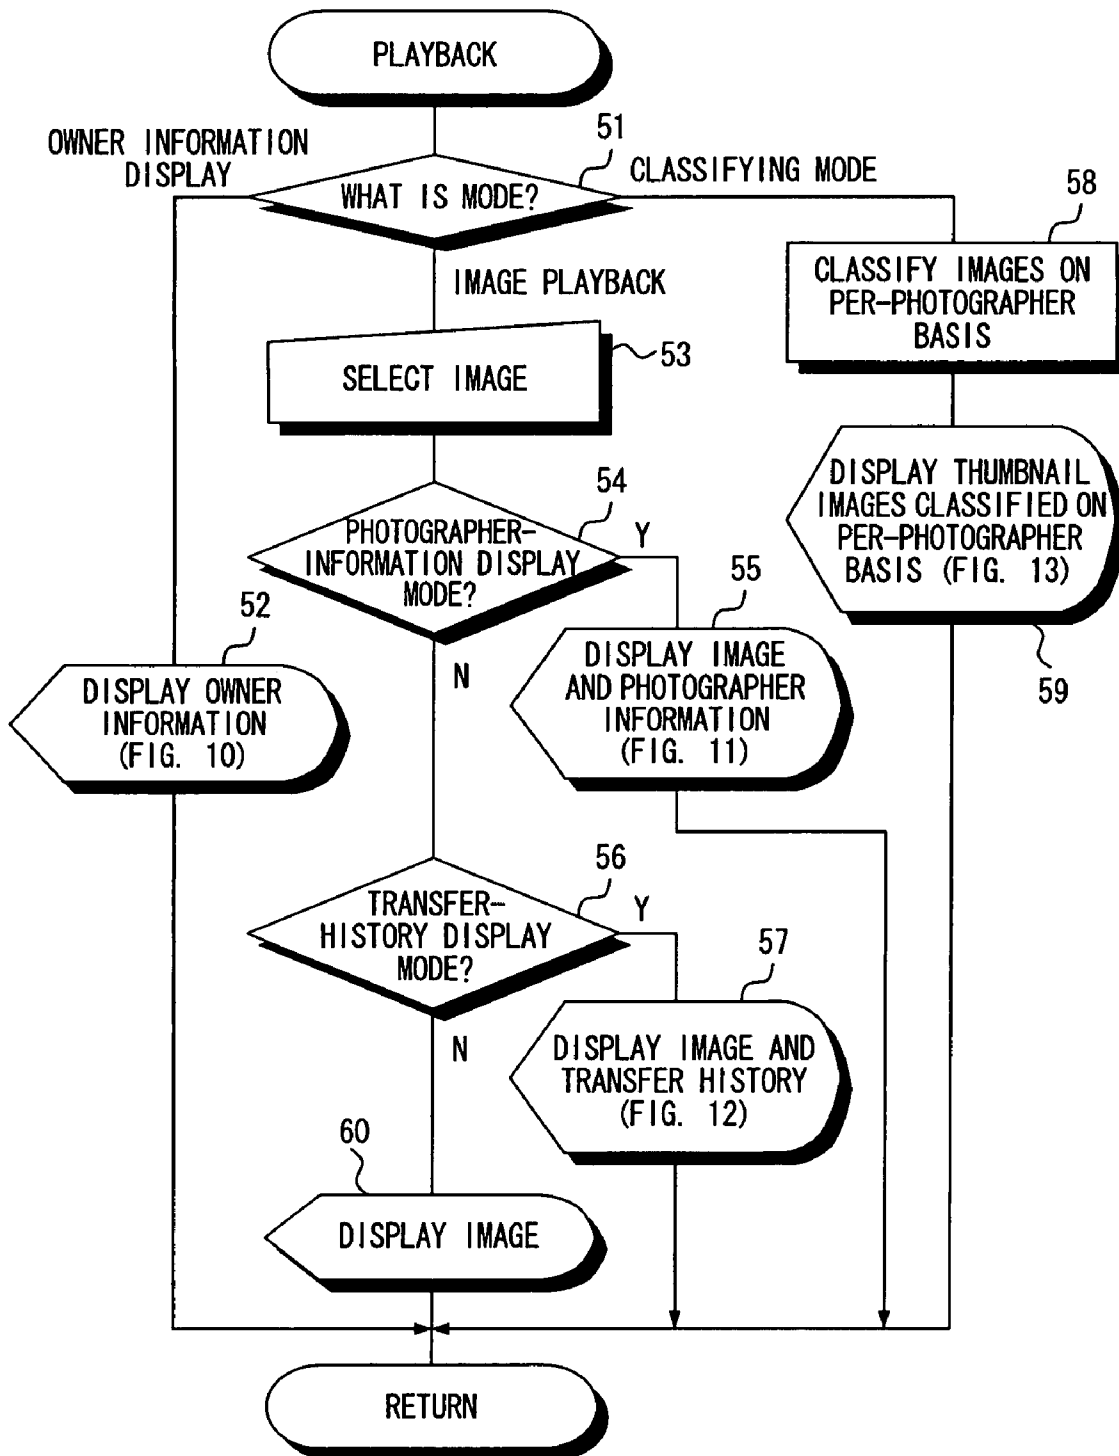 PLAYBACK
OWNER INFORMATION
DISPLAY
51
WHAT IS MODE?
CLASSIFYING MODE
58
CLASSIFY IMAGES ON
PER-PHOTOGRAPHER
BASIS
IMAGE PLAYBACK
SELECT IMAGE
53
DISPLAY THUMBNAIL
IMAGES CLASSIFIED ON
PER-PHOTOGRAPHER
BASIS (FIG. 13)
59
54
PHOTOGRAPHER-
INFORMATION DISPLAY
MODE?
Y
N
55
DISPLAY IMAGE
AND PHOTOGRAPHER
INFORMATION
(FIG. 11)
52
DISPLAY OWNER
INFORMATION
(FIG. 10)
56
TRANSFER-
HISTORY DISPLAY
MODE?
Y
N
57
DISPLAY IMAGE AND
TRANSFER HISTORY
(FIG. 12)
60
DISPLAY IMAGE
RETURN